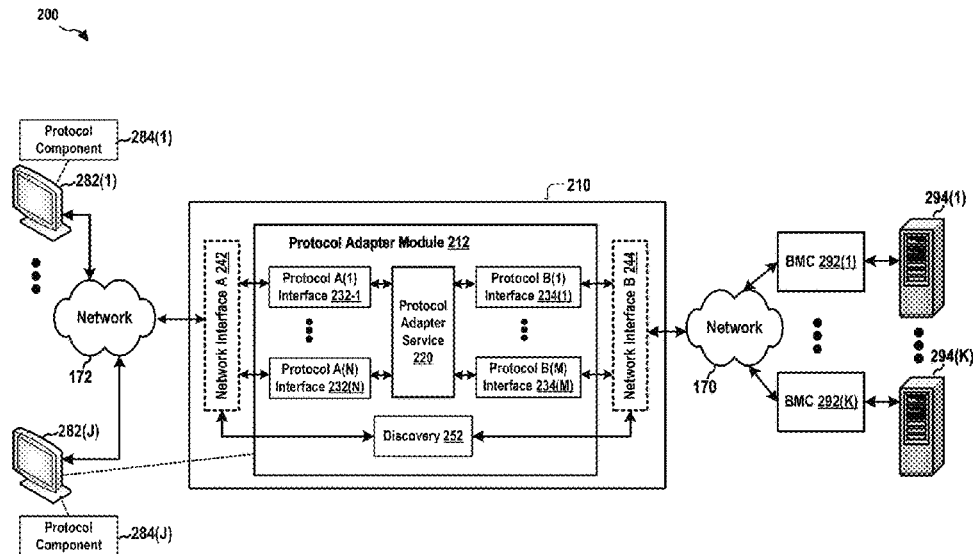 200
Protocol
Component
284(1)
282(1)
Network
172
282(J)
Protocol
Component
284(J)
210
Protocol Adapter Module 212
Network Interface A 242
Protocol A(1)
Interface 232-1
Protocol A(N)
Interface 232(N)
Protocol
Adapter
Service
220
Protocol B(1)
Interface 234(1)
Protocol B(M)
Interface 234(M)
Discovery 252
Network Interface B 244
Network
170
BMC 292(1)
BMC 292(K)
294(1)
294(K)